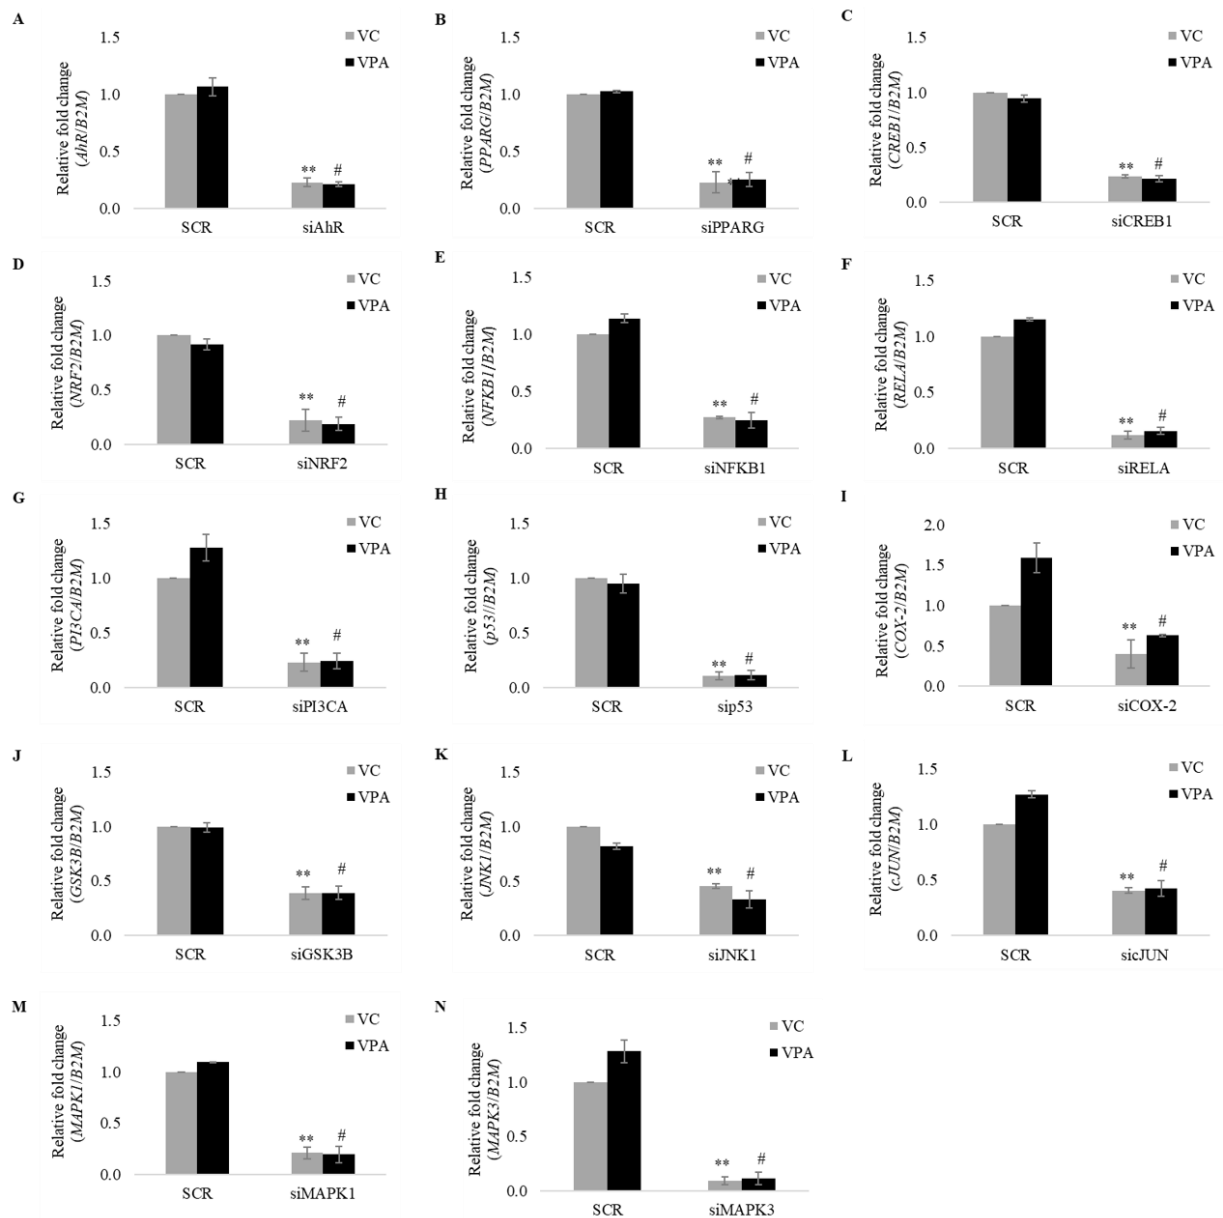 A
Relative fold change
(AhR/B2M)
1.5
1.0
0.5
0.0
VC
VPA
**
#
SCR
siAhR
B
Relative fold change
(PPARG/B2M)
1.5
1.0
0.5
0.0
VC
VPA
**
#
**
SCR
siPPARG
C
Relative fold change
(CREB1/B2M)
1.5
1.0
0.5
0.0
VC
VPA
**
#
SCR
siCREB1
D
Relative fold change
(NRF2/B2M)
1.5
1.0
0.5
0.0
VC
VPA
**
#
SCR
siNRF2
E
Relative fold change
(NFKB1/B2M)
1.5
1.0
0.5
0.0
VC
VPA
**
#
SCR
siNFKB1
F
Relative fold change
(RELA/B2M)
1.5
1.0
0.5
0.0
VC
VPA
**
#
SCR
siRELA
G
Relative fold change
(PI3CA/B2M)
1.5
1.0
0.5
0.0
VC
VPA
**
#
SCR
siPI3CA
H
Relative fold change
(p53//B2M)
1.5
1.0
0.5
0.0
VC
VPA
**
#
SCR
sip53
I
Relative fold change
(COX-2/B2M)
2.0
1.5
1.0
0.5
0.0
VC
VPA
**
#
SCR
siCOX-2
J
Relative fold change
(GSK3B/B2M)
1.5
1.0
0.5
0.0
VC
VPA
**
#
SCR
siGSK3B
K
Relative fold change
(JNK1/B2M)
1.5
1.0
0.5
0.0
VC
VPA
**
#
SCR
siJNK1
L
Relative fold change
(cJUN/B2M)
1.5
1.0
0.5
0.0
VC
VPA
**
#
SCR
sicJUN
M
Relative fold change
(MAPK1/B2M)
1.5
1.0
0.5
0.0
VC
VPA
**
#
SCR
siMAPK1
N
Relative fold change
(MAPK3/B2M)
1.5
1.0
0.5
0.0
VC
VPA
**
#
SCR
siMAPK3